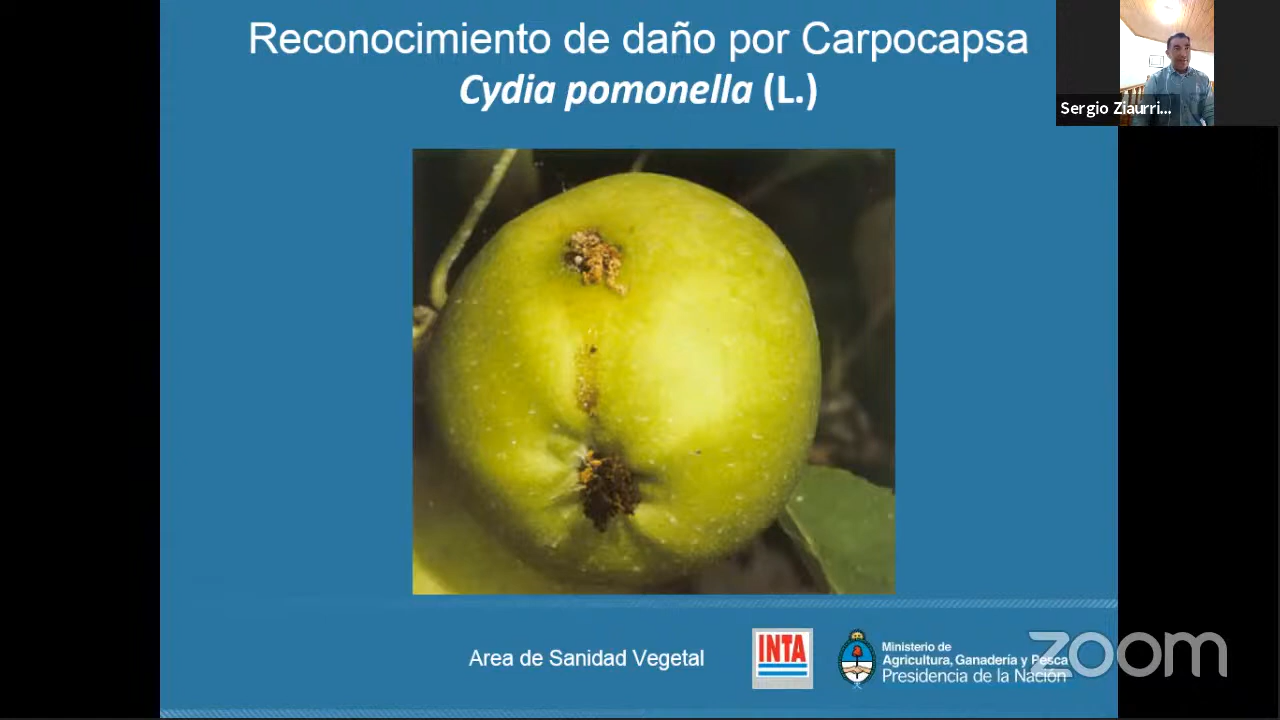 Reconocimiento de daño por Carpocapsa
Cydia pomonella (L.)
Sergio Ziaurri...
Area de Sanidad Vegetal
INTA
Ministerio de
Agricultura, Ganadería y Pesca
Presidencia de la Nación
zoom